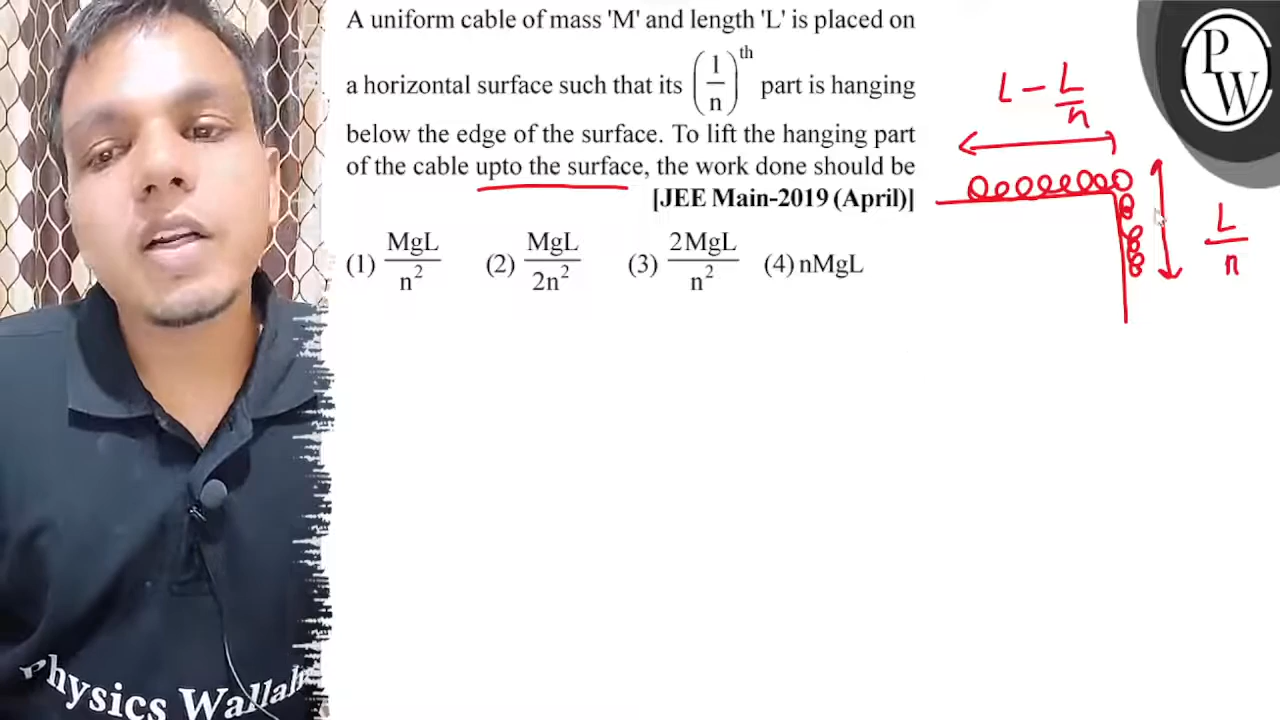 A uniform cable of mass 'M' and length 'L' is placed on
a horizontal surface such that its (1/n)^th part is hanging
below the edge of the surface. To lift the hanging part
of the cable upto the surface, the work done should be
[JEE Main-2019 (April)]
(1) MgL/n² (2) MgL/2n² (3) 2MgL/n² (4) nMgL
L - L/n
L/n
PW
Physics Wallah